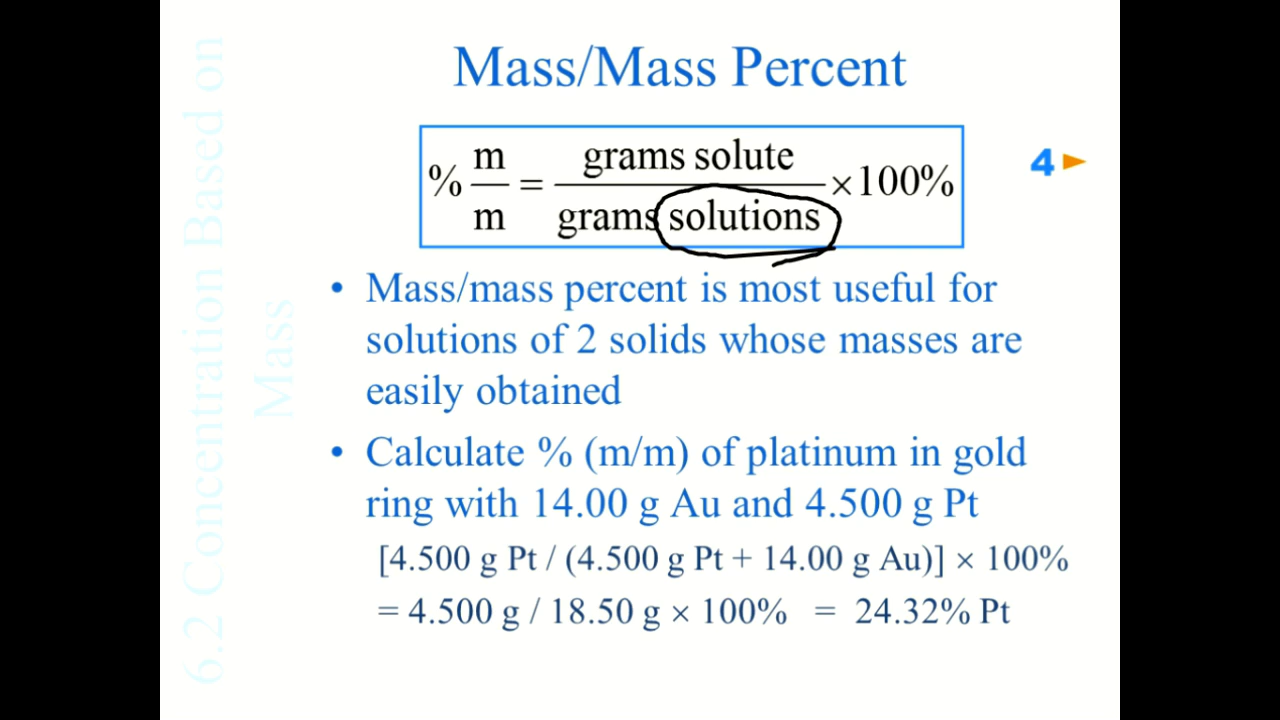 Mass/Mass Percent
% m/m = grams solute / grams solutions ×100%
4
• Mass/mass percent is most useful for
solutions of 2 solids whose masses are
easily obtained
• Calculate % (m/m) of platinum in gold
ring with 14.00 g Au and 4.500 g Pt
[4.500 g Pt / (4.500 g Pt + 14.00 g Au)] × 100%
= 4.500 g / 18.50 g × 100% = 24.32% Pt
6.2 Concentration Based on
Mass